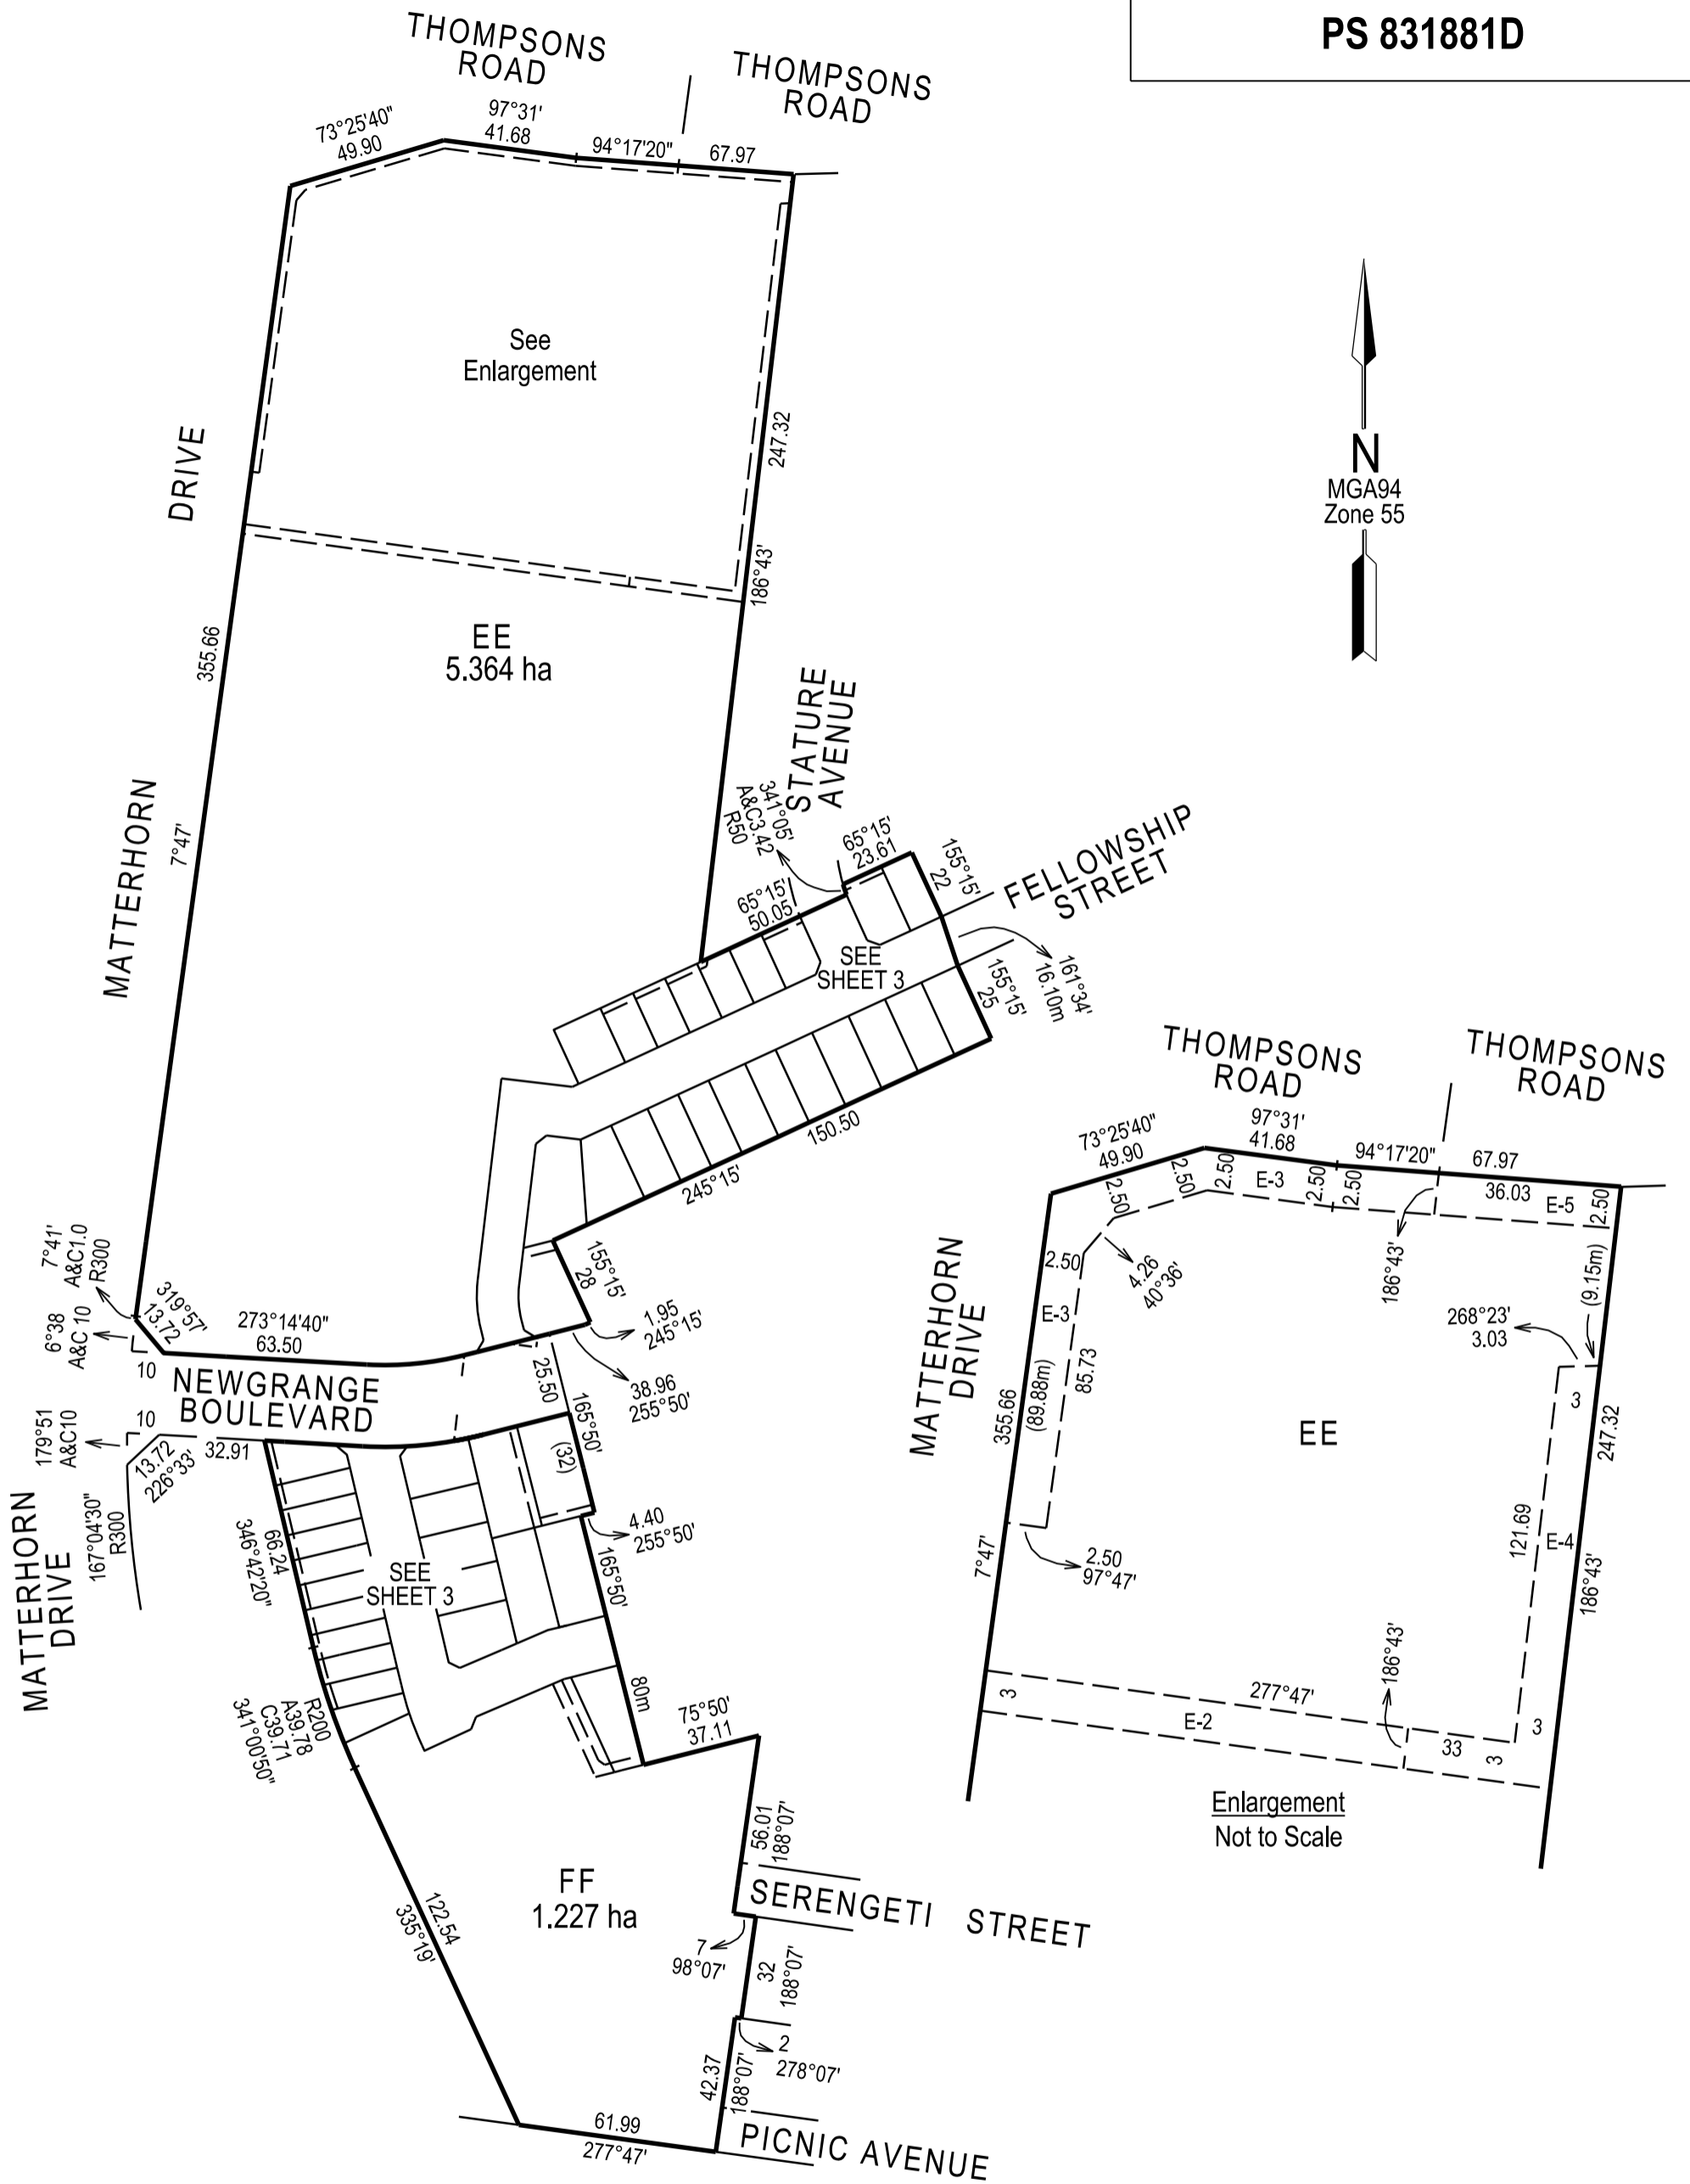 PS 831881D
THOMPSONS
ROAD
THOMPSONS
ROAD
73°25'40"
49.90
97°31'
41.68
94°17'20"
67.97
See
Enlargement
DRIVE
247.32
186°43'
N
MGA94
Zone 55
EE
5.364 ha
355.66
7°47'
MATTERHORN
STATURE
AVENUE
341°05'
A&C3.42
R50
65°15'
23.61
155°15'
22
FELLOWSHIP
STREET
65°15'
50.05
SEE
SHEET 3
161°34'
16.10m
155°15'
25
150.50
245°15'
155°15'
28
1.95
245°15'
7°41'
A&C1.0
R300
6°38
A&C 10
319°57'
13.72
10
273°14'40"
63.50
NEWGRANGE
BOULEVARD
25.50
38.96
255°50'
165°50'
(32)
179°51
A&C10
10
13.72
226°33'
32.91
4.40
255°50'
MATTERHORN
DRIVE
167°04'30"
R300
66.24
346°42'20"
SEE
SHEET 3
165°50'
80m
R200
A39.78
C39.71
341°00'50"
75°50'
37.11
56.01
188°07'
FF
1.227 ha
SERENGETI STREET
7
98°07'
32
188°07'
122.54
335°19'
2
278°07'
42.37
188°07'
61.99
277°47'
PICNIC AVENUE
THOMPSONS
ROAD
THOMPSONS
ROAD
73°25'40"
49.90
97°31'
41.68
94°17'20"
67.97
2.50
2.50
2.50
E-3
2.50
2.50
36.03
E-5
2.50
186°43'
(9.15m)
2.50
4.26
40°36'
E-3
MATTERHORN
DRIVE
268°23'
3.03
3
355.66
(89.88m)
85.73
EE
247.32
121.69
E-4
186°43'
7°47'
2.50
97°47'
186°43'
3
277°47'
E-2
33
3
3
Enlargement
Not to Scale